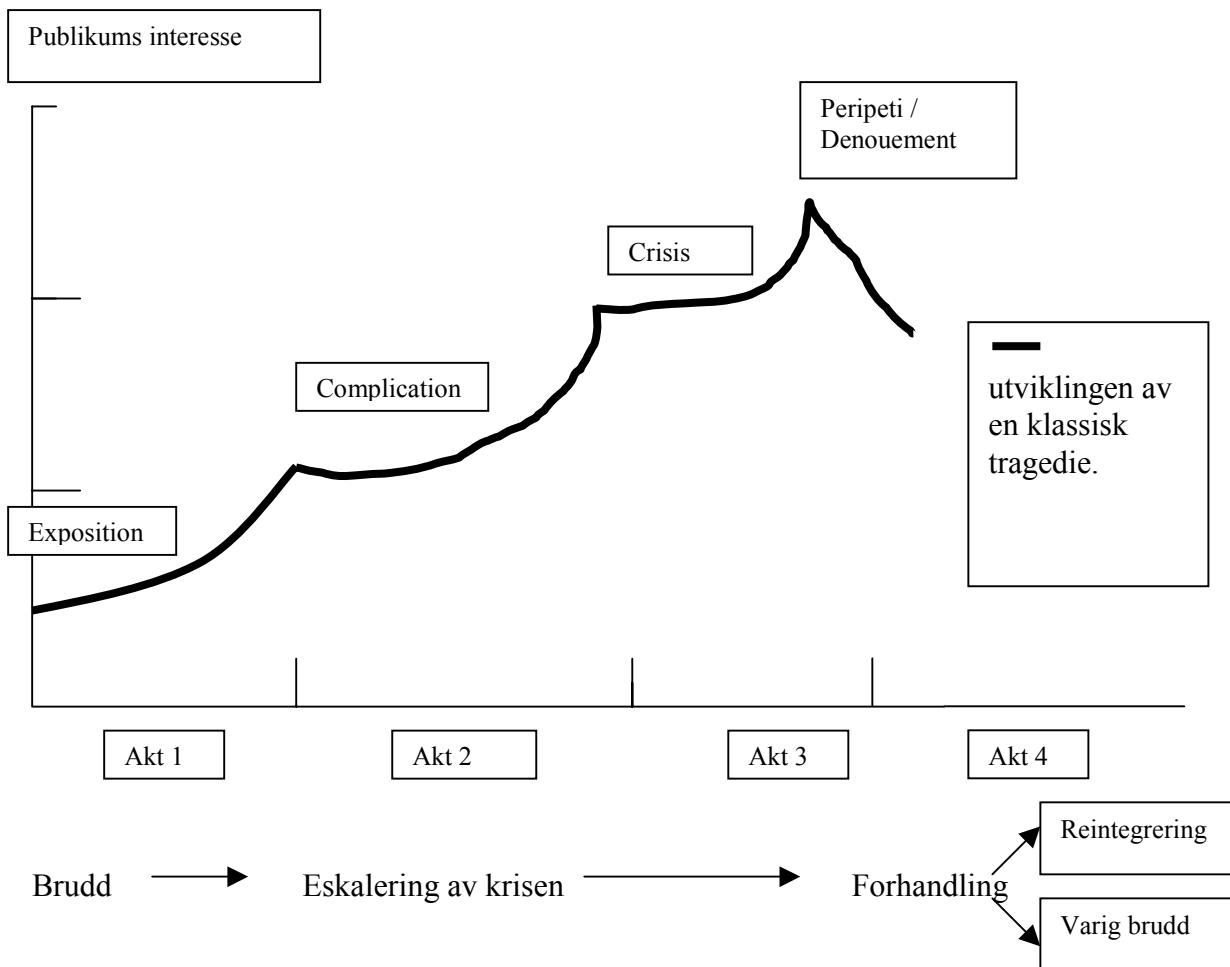 Publikums interesse
Peripeti /
Denouement
Crisis
Complication
utviklingen av
en klassisk
tragedie.
Exposition
Akt 1
Akt 2
Akt 3
Akt 4
Reintegrering
Brudd
Eskalering av krisen
Forhandling
Varig brudd